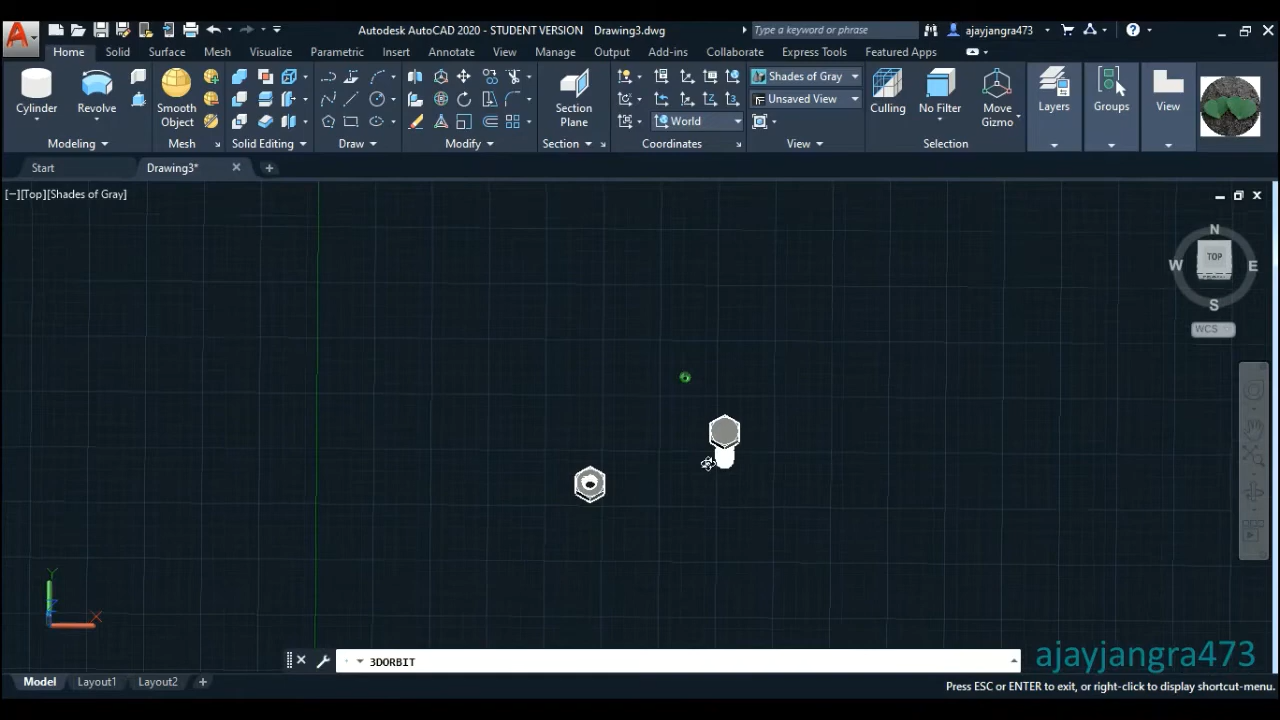 Autodesk AutoCAD 2020 - STUDENT VERSION Drawing3.dwg
Type a keyword or phrase
ajayjangra473
Home Solid Surface Mesh Visualize Parametric Insert Annotate View Manage Output Add-ins Collaborate Express Tools Featured Apps
Cylinder
Revolve
Smooth
Object
Section
Plane
World
Shades of Gray
Unsaved View
Culling
No Filter
Move
Gizmo
Layers
Groups
View
Modeling
Mesh
Solid Editing
Draw
Modify
Section
Coordinates
View
Selection
Start
Drawing3*
[−][Top][Shades of Gray]
N
W
TOP
E
S
WCS
Y
Z
X
3DORBIT
ajayjangra473
Model
Layout1
Layout2
Press ESC or ENTER to exit, or right-click to display shortcut-menu.